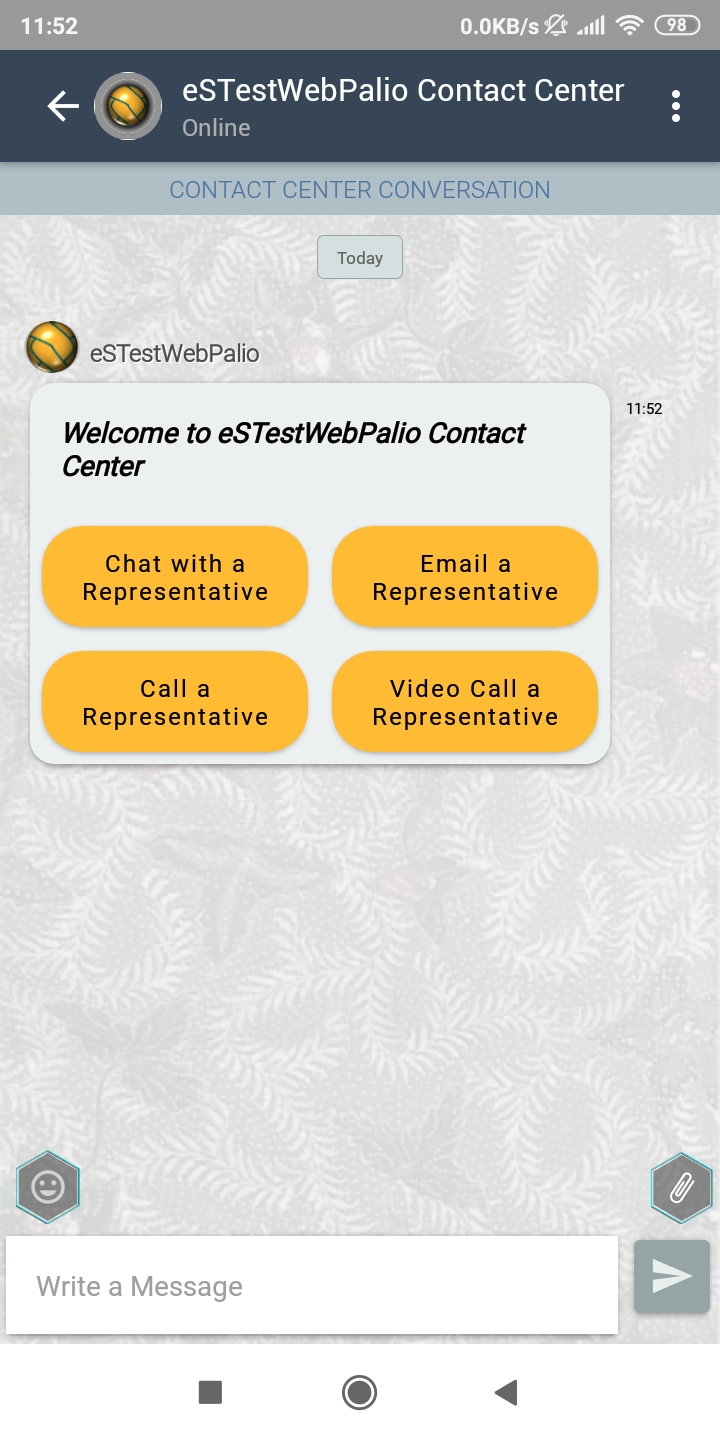 11:52
0.0KB/s
98
eSTestWebPalio Contact Center
Online
CONTACT CENTER CONVERSATION
Today
eSTestWebPalio
11:52
Welcome to eSTestWebPalio Contact
Center
Chat with a
Representative
Email a
Representative
Call a
Representative
Video Call a
Representative
Write a Message